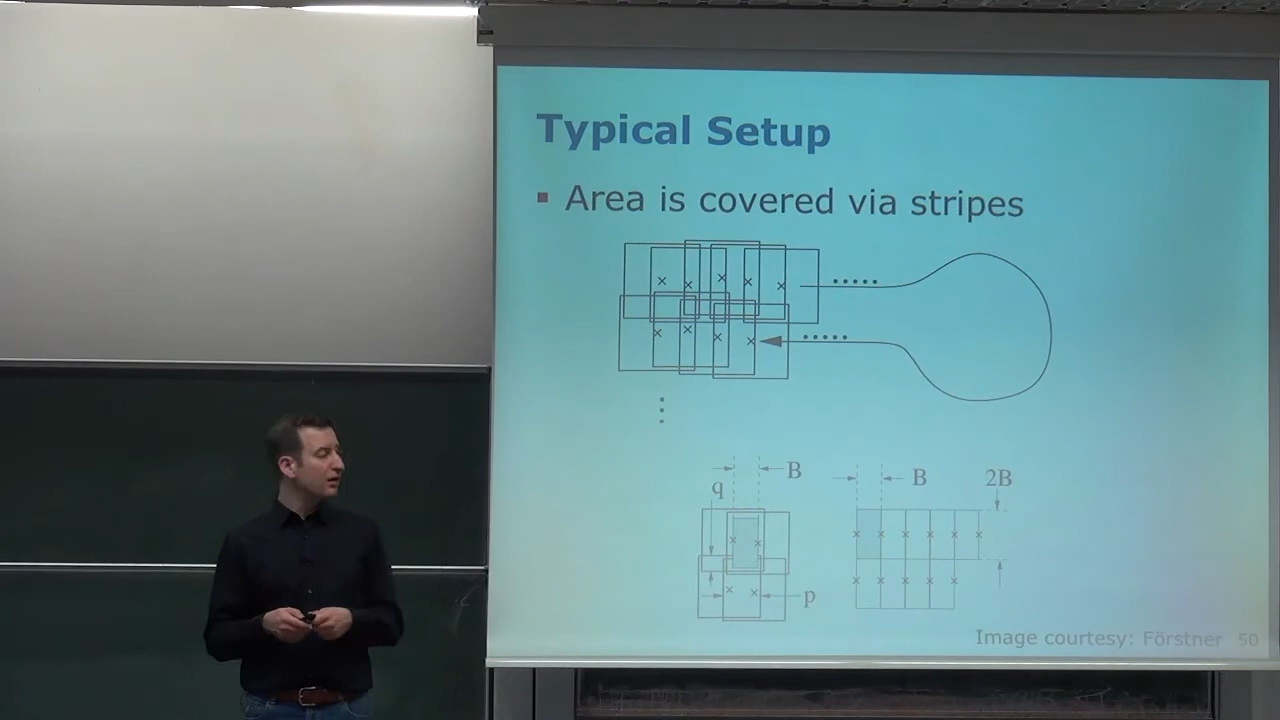 Typical Setup
Area is covered via stripes
B
q
p
B
2B
Image courtesy: Förstner 50